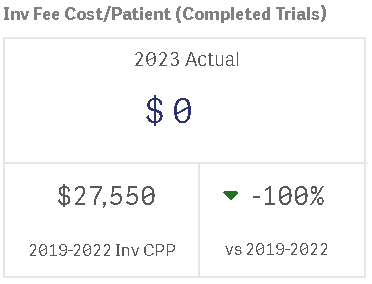 Inv Fee Cost/Patient (Completed Trials)
2023 Actual
$0
$27,550
-100%
2019-2022 Inv CPP
vs 2019-2022